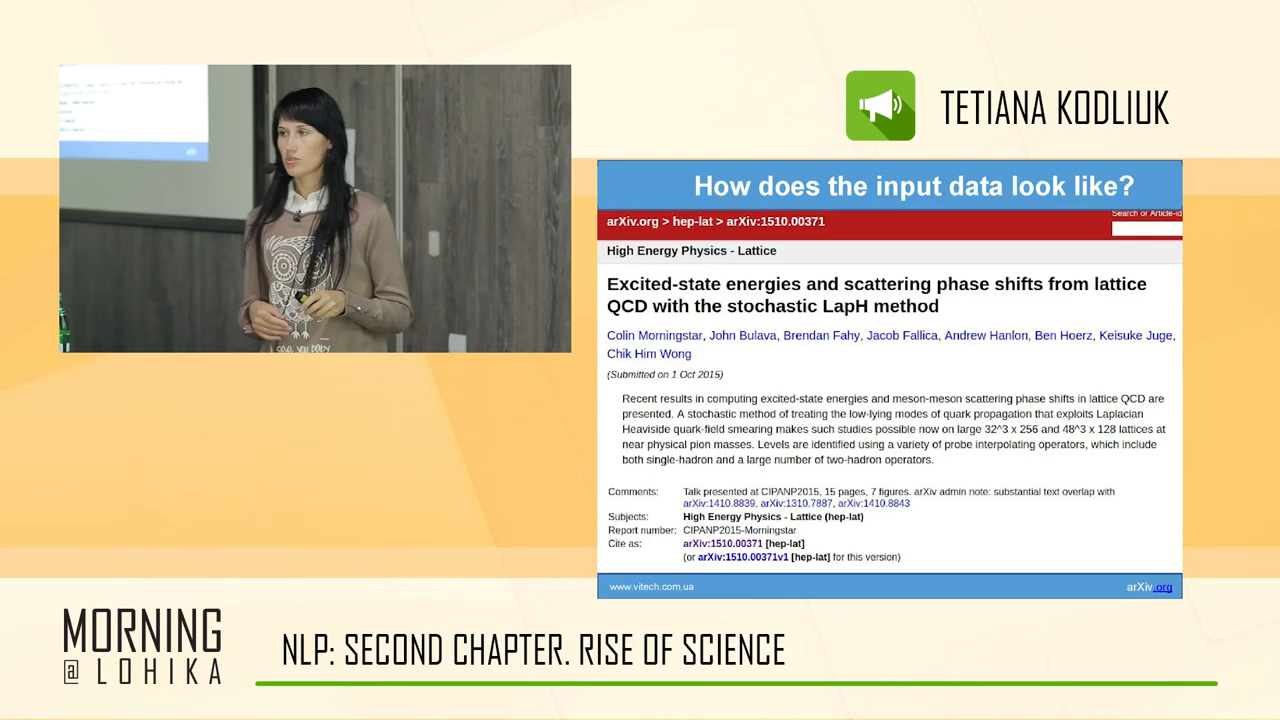 TETIANA KODLIUK
How does the input data look like?
arXiv.org > hep-lat > arXiv:1510.00371
Search or Article-id
High Energy Physics - Lattice
Excited-state energies and scattering phase shifts from lattice
QCD with the stochastic LapH method
Colin Morningstar, John Bulava, Brendan Fahy, Jacob Fallica, Andrew Hanlon, Ben Hoerz, Keisuke Juge,
Chik Him Wong
(Submitted on 1 Oct 2015)
Recent results in computing excited-state energies and meson-meson scattering phase shifts in lattice QCD are
presented. A stochastic method of treating the low-lying modes of quark propagation that exploits Laplacian
Heaviside quark-field smearing makes such studies possible now on large 32^3 x 256 and 48^3 x 128 lattices at
near physical pion masses. Levels are identified using a variety of probe interpolating operators, which include
both single-hadron and a large number of two-hadron operators.
Comments: Talk presented at CIPANP2015, 15 pages, 7 figures. arXiv admin note: substantial text overlap with
arXiv:1410.8839, arXiv:1310.7887, arXiv:1410.8843
Subjects: High Energy Physics - Lattice (hep-lat)
Report number: CIPANP2015-Morningstar
Cite as: arXiv:1510.00371 [hep-lat]
(or arXiv:1510.00371v1 [hep-lat] for this version)
www.vitech.com.ua
arXiv.org
MORNING
@ LOHIKA
NLP: SECOND CHAPTER. RISE OF SCIENCE